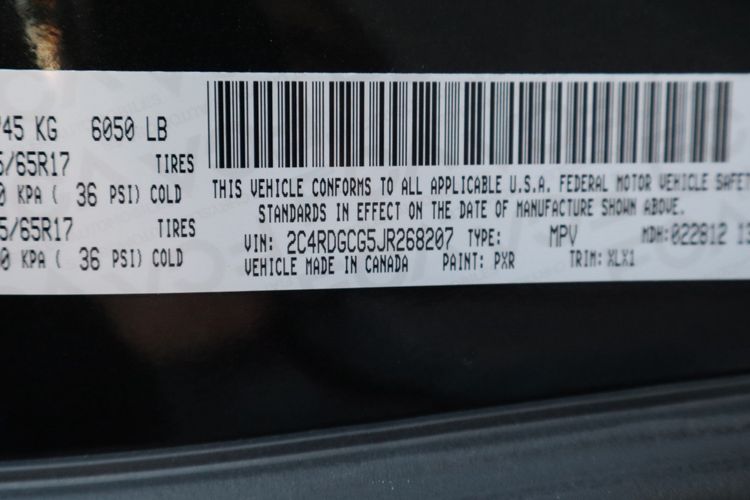 745 KG 6050 LB
5/65R17 TIRES
0 KPA ( 36 PSI) COLD
5/65R17 TIRES
0 KPA ( 36 PSI) COLD
THIS VEHICLE CONFORMS TO ALL APPLICABLE U.S.A. FEDERAL MOTOR VEHICLE SAFET
STANDARDS IN EFFECT ON THE DATE OF MANUFACTURE SHOWN ABOVE.
VIN: 2C4RDGCG5JR268207 TYPE: MPV MDH: 022812 13
VEHICLE MADE IN CANADA PAINT: PXR TRIM: XLX1